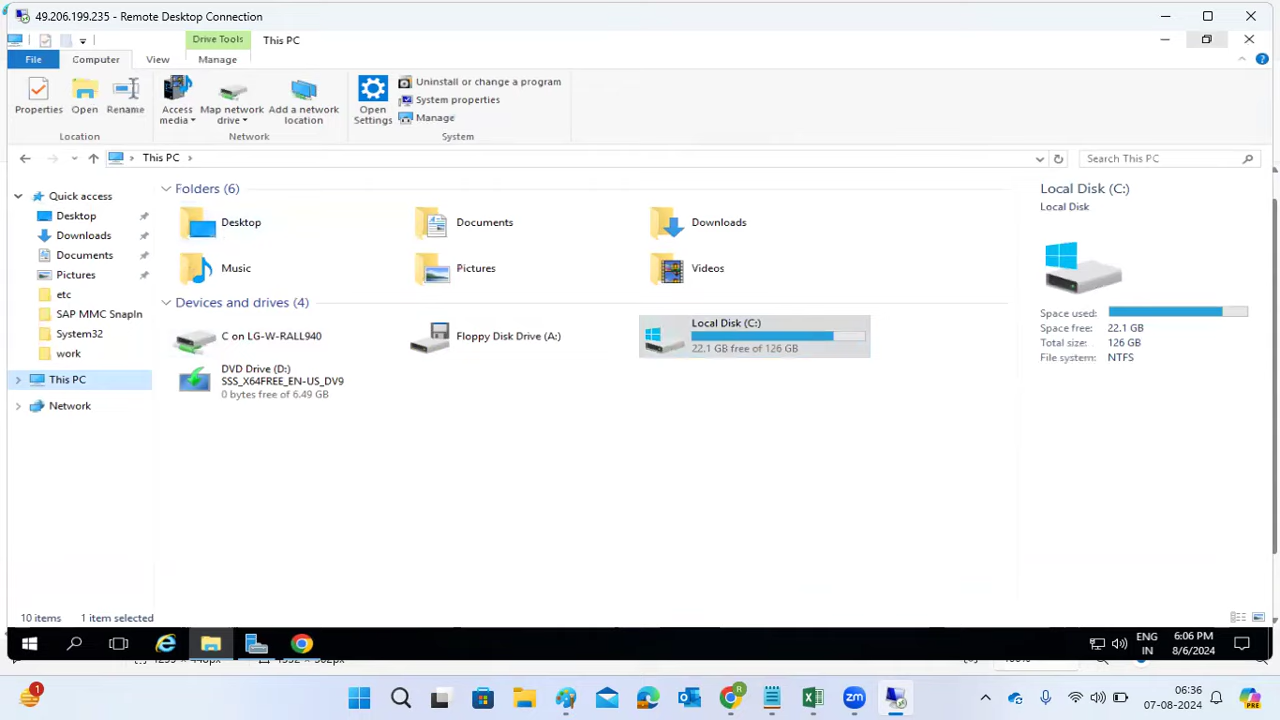 49.206.199.235 - Remote Desktop Connection
Drive Tools
This PC
File
Computer
View
Manage
Properties
Open
Rename
Access media
Map network drive
Add a network location
Open Settings
Uninstall or change a program
System properties
Manage
Location
Network
System
This PC
Search This PC
Quick access
Desktop
Downloads
Documents
Pictures
etc
SAP MMC SnapIn
System32
work
This PC
Network
Folders (6)
Desktop
Documents
Downloads
Music
Pictures
Videos
Devices and drives (4)
C on LG-W-RALL940
Floppy Disk Drive (A:)
Local Disk (C:)
22.1 GB free of 126 GB
DVD Drive (D:)
SSS_X64FREE_EN-US_DV9
0 bytes free of 6.49 GB
Local Disk (C:)
Local Disk
Space used:
Space free: 22.1 GB
Total size: 126 GB
File system: NTFS
10 items 1 item selected
ENG
IN
6:06 PM
8/6/2024
1
R
zm
PRE
06:36
07-08-2024